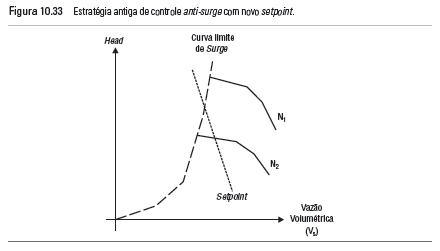 Figura 10.33 Estratégia antiga de controle anti-surge com novo setpoint.
Head
Curva limite
de Surge
N1
N2
Setpoint
Vazão
Volumétrica
(Vs)